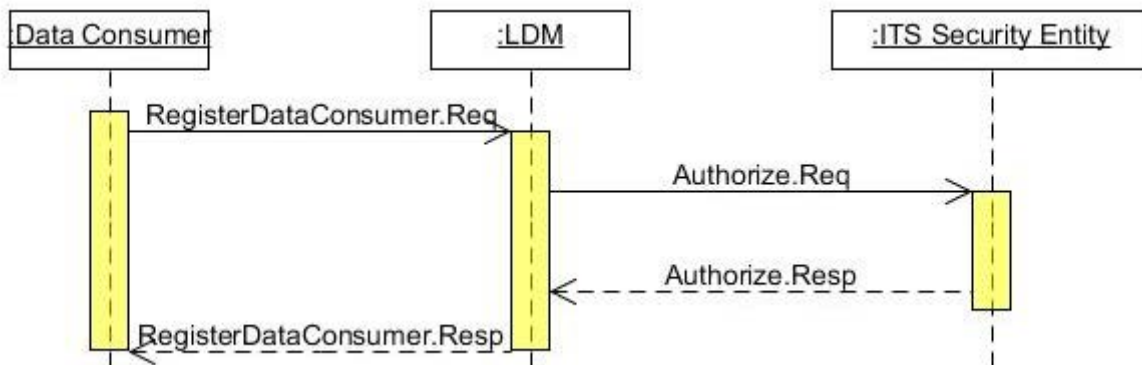 :Data Consumer
:LDM
:ITS Security Entity
RegisterDataConsumer.Req
Authorize.Req
Authorize.Resp
RegisterDataConsumer.Resp